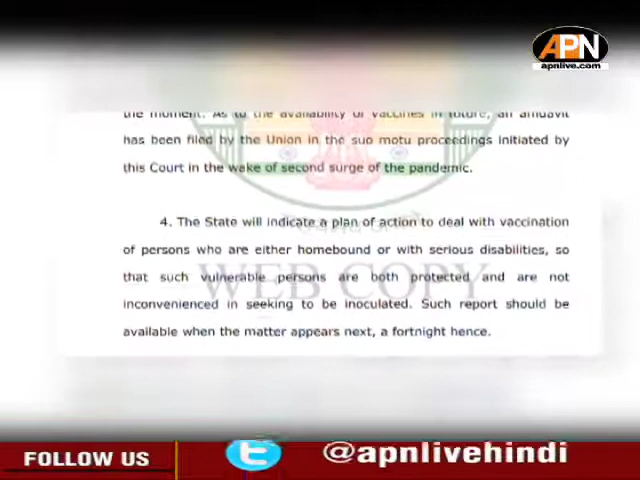 APN
apnlive.com
the moment. As to the availability of vaccines in future, an affidavit
has been filed by the Union in the suo motu proceedings initiated by
this Court in the wake of second surge of the pandemic.
4. The State will indicate a plan of action to deal with vaccination
of persons who are either homebound or with serious disabilities, so
that such vulnerable persons are both protected and are not
WEB COPY
inconvenienced in seeking to be inoculated. Such report should be
available when the matter appears next, a fortnight hence.
FOLLOW US
@apnlivehindi